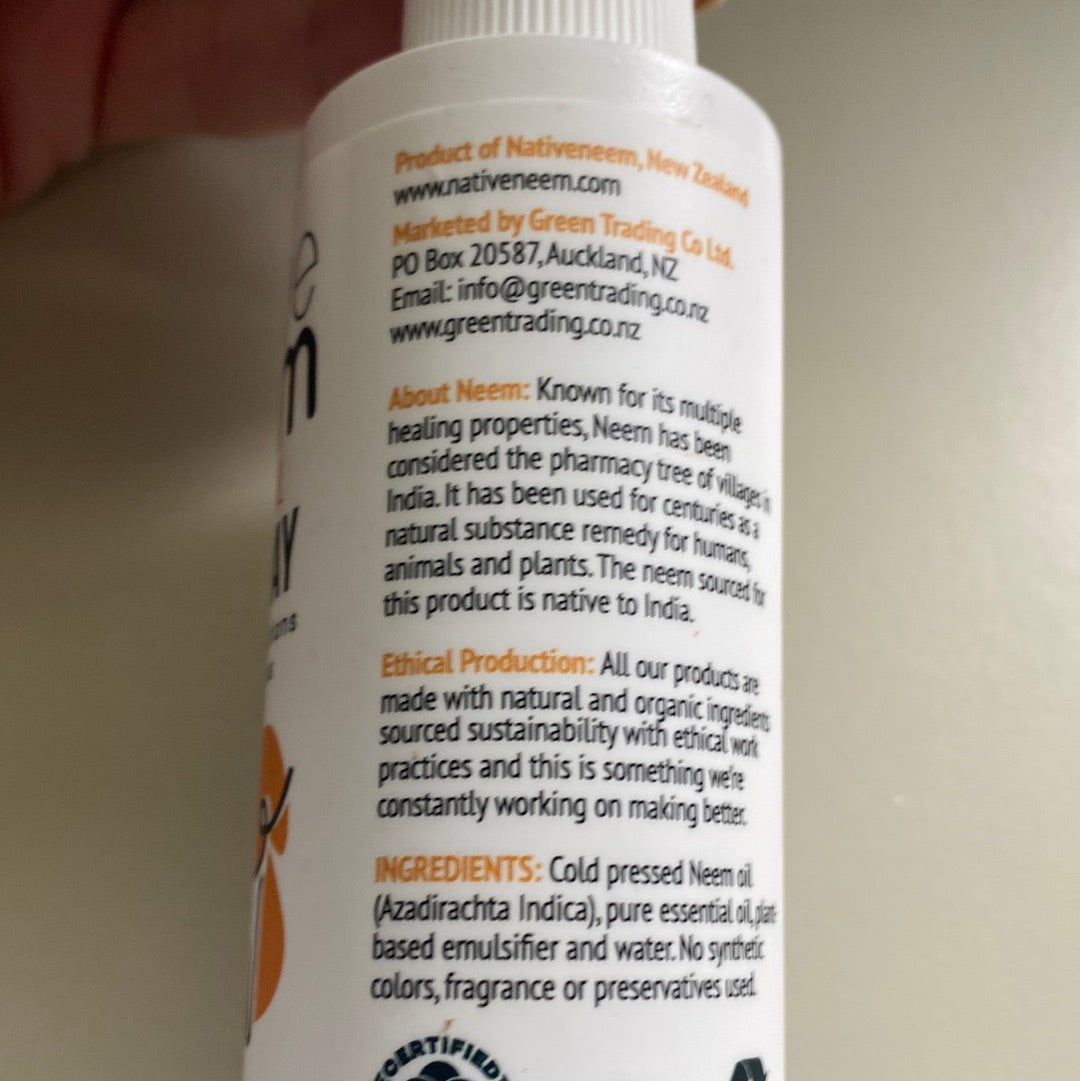 Product of Nativeneem, New Zealand
www.nativeneem.com
Marketed by Green Trading Co Ltd.
PO Box 20587, Auckland, NZ
Email: info@greentrading.co.nz
www.greentrading.co.nz
About Neem: Known for its multiple
healing properties, Neem has been
considered the pharmacy tree of villages in
India. It has been used for centuries as a
natural substance remedy for humans,
animals and plants. The neem sourced for
this product is native to India.
Ethical Production: All our products are
made with natural and organic ingredients
sourced sustainability with ethical work
practices and this is something we're
constantly working on making better.
INGREDIENTS: Cold pressed Neem oil
(Azadirachta Indica), pure essential oil, plant-
based emulsifier and water. No synthetic
colors, fragrance or preservatives used.
CERTIFIED